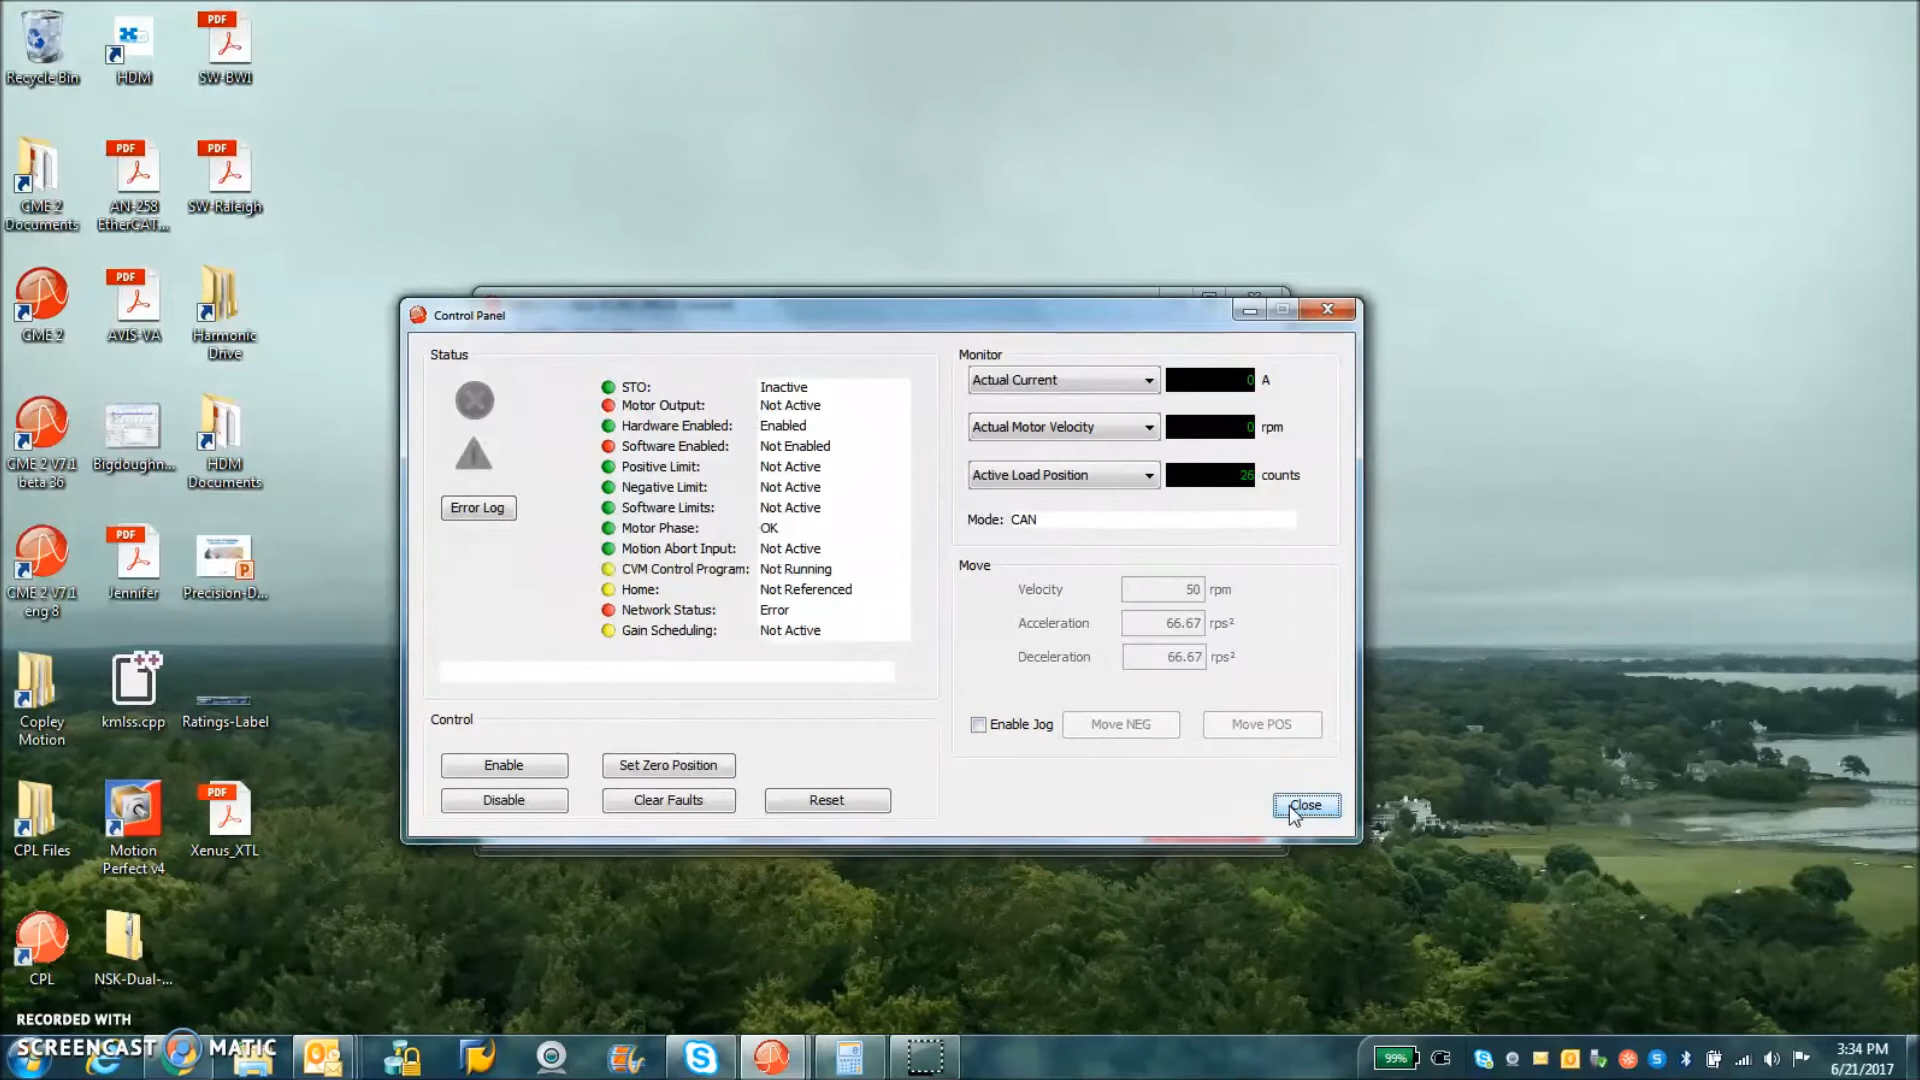 Recycle Bin
HDM
PDF
SW-BWI
CME 2
Documents
PDF
AN-258
EtherCAT...
PDF
SW-Raleigh
CME 2
PDF
AVIS-VA
Harmonic
Drive
CME 2 V7.1
beta 36
Bigdoughn...
HDM
Documents
CME 2 V7.1
eng 8
PDF
Jennifer
Precision-D...
Copley
Motion
kmlss.cpp
Ratings-Label
CPL Files
Motion
Perfect v4
PDF
Xenus_XTL
CPL
NSK-Dual-...
Control Panel
Status
STO: Inactive
Motor Output: Not Active
Hardware Enabled: Enabled
Software Enabled: Not Enabled
Positive Limit: Not Active
Negative Limit: Not Active
Software Limits: Not Active
Motor Phase: OK
Motion Abort Input: Not Active
CVM Control Program: Not Running
Home: Not Referenced
Network Status: Error
Gain Scheduling: Not Active
Error Log
Control
Enable
Set Zero Position
Disable
Clear Faults
Reset
Monitor
Actual Current 0 A
Actual Motor Velocity 0 rpm
Active Load Position 26 counts
Mode: CAN
Move
Velocity 50 rpm
Acceleration 66.67 rps²
Deceleration 66.67 rps²
Enable Jog
Move NEG
Move POS
Close
RECORDED WITH
SCREENCAST MATIC
99%
3:34 PM
6/21/2017